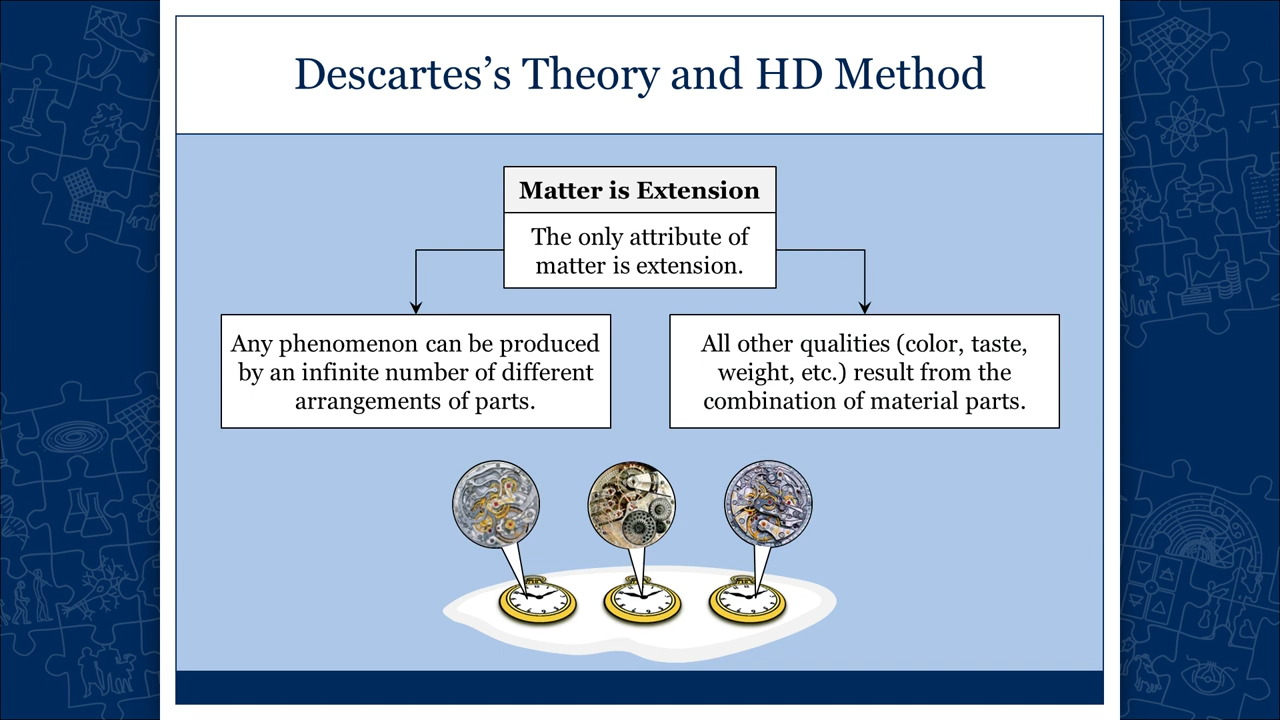 Descartes’s Theory and HD Method
Matter is Extension
The only attribute of
matter is extension.
Any phenomenon can be produced
by an infinite number of different
arrangements of parts.
All other qualities (color, taste,
weight, etc.) result from the
combination of material parts.